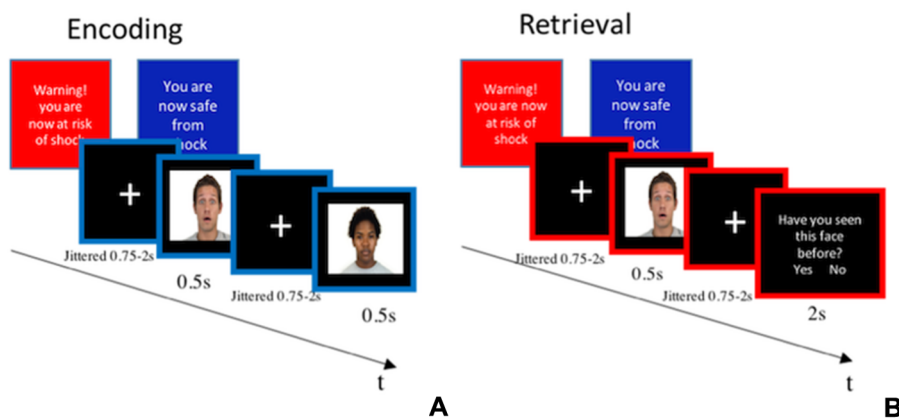 Encoding
Warning!
you are
now at risk
of shock
You are
now safe
from
hock
Jittered 0.75-2s
0.5s
Jittered 0.75-2s
0.5s
t
A
Retrieval
Warning!
you are now
at risk of
shock
You are
now safe
from
hock
Jittered 0.75-2s
0.5s
Jittered 0.75-2s
Have you seen
this face
before?
Yes No
2s
t
B